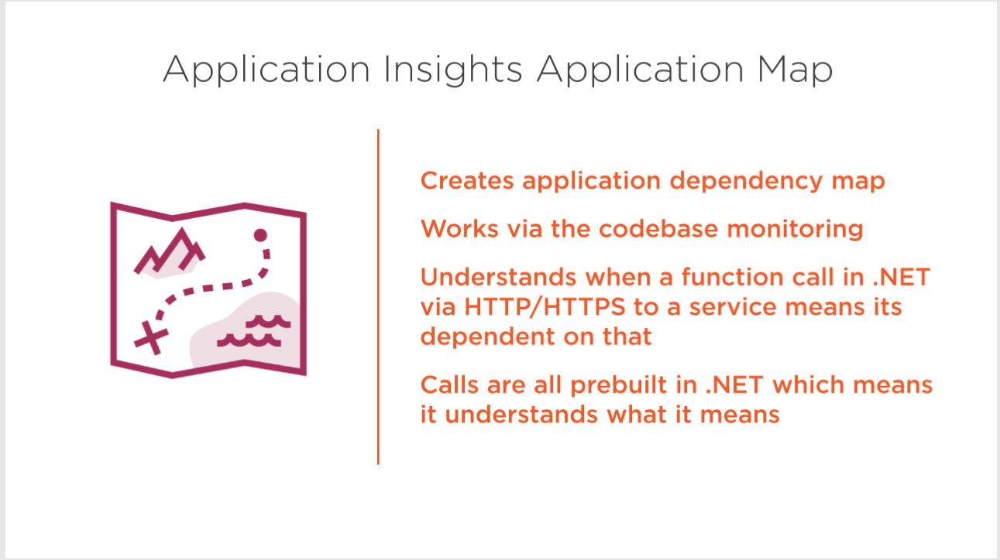 Application Insights Application Map
Creates application dependency map
Works via the codebase monitoring
Understands when a function call in .NET
via HTTP/HTTPS to a service means its
dependent on that
Calls are all prebuilt in .NET which means
it understands what it means